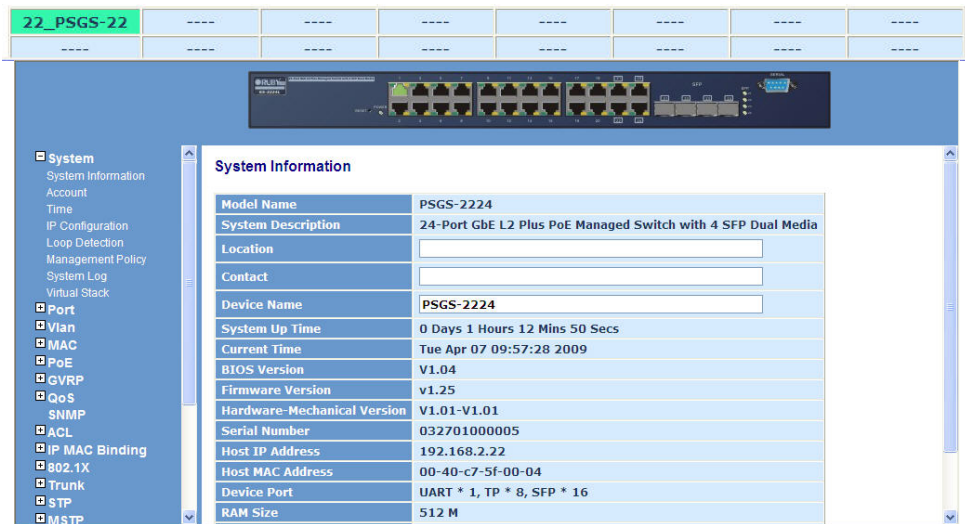 22_PSGS-22 ---- ---- ---- ---- ---- ---- ----
---- ---- ---- ---- ---- ---- ---- ----
SERIAL
SFP
System
System Information
Account
Time
IP Configuration
Loop Detection
Management Policy
System Log
Virtual Stack
Port
Vlan
MAC
PoE
GVRP
QoS
SNMP
ACL
IP MAC Binding
802.1X
Trunk
STP
MSTP
System Information
Model Name PSGS-2224
System Description 24-Port GbE L2 Plus PoE Managed Switch with 4 SFP Dual Media
Location
Contact
Device Name PSGS-2224
System Up Time 0 Days 1 Hours 12 Mins 50 Secs
Current Time Tue Apr 07 09:57:28 2009
BIOS Version V1.04
Firmware Version v1.25
Hardware-Mechanical Version V1.01-V1.01
Serial Number 032701000005
Host IP Address 192.168.2.22
Host MAC Address 00-40-c7-5f-00-04
Device Port UART * 1, TP * 8, SFP * 16
RAM Size 512 M